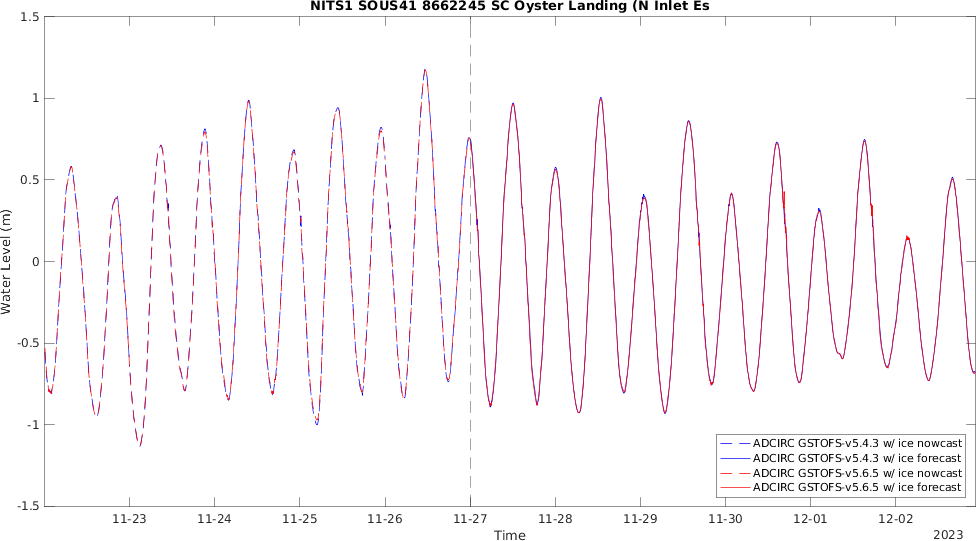 NITS1 SOUS41 8662245 SC Oyster Landing (N Inlet Es
1.5
1
0.5
0
-0.5
-1
-1.5
Water Level (m)
11-23 11-24 11-25 11-26 11-27 11-28 11-29 11-30 12-01 12-02
Time
2023
ADCIRC GSTOFS-v5.4.3 w/ ice nowcast
ADCIRC GSTOFS-v5.4.3 w/ ice forecast
ADCIRC GSTOFS-v5.6.5 w/ ice nowcast
ADCIRC GSTOFS-v5.6.5 w/ ice forecast